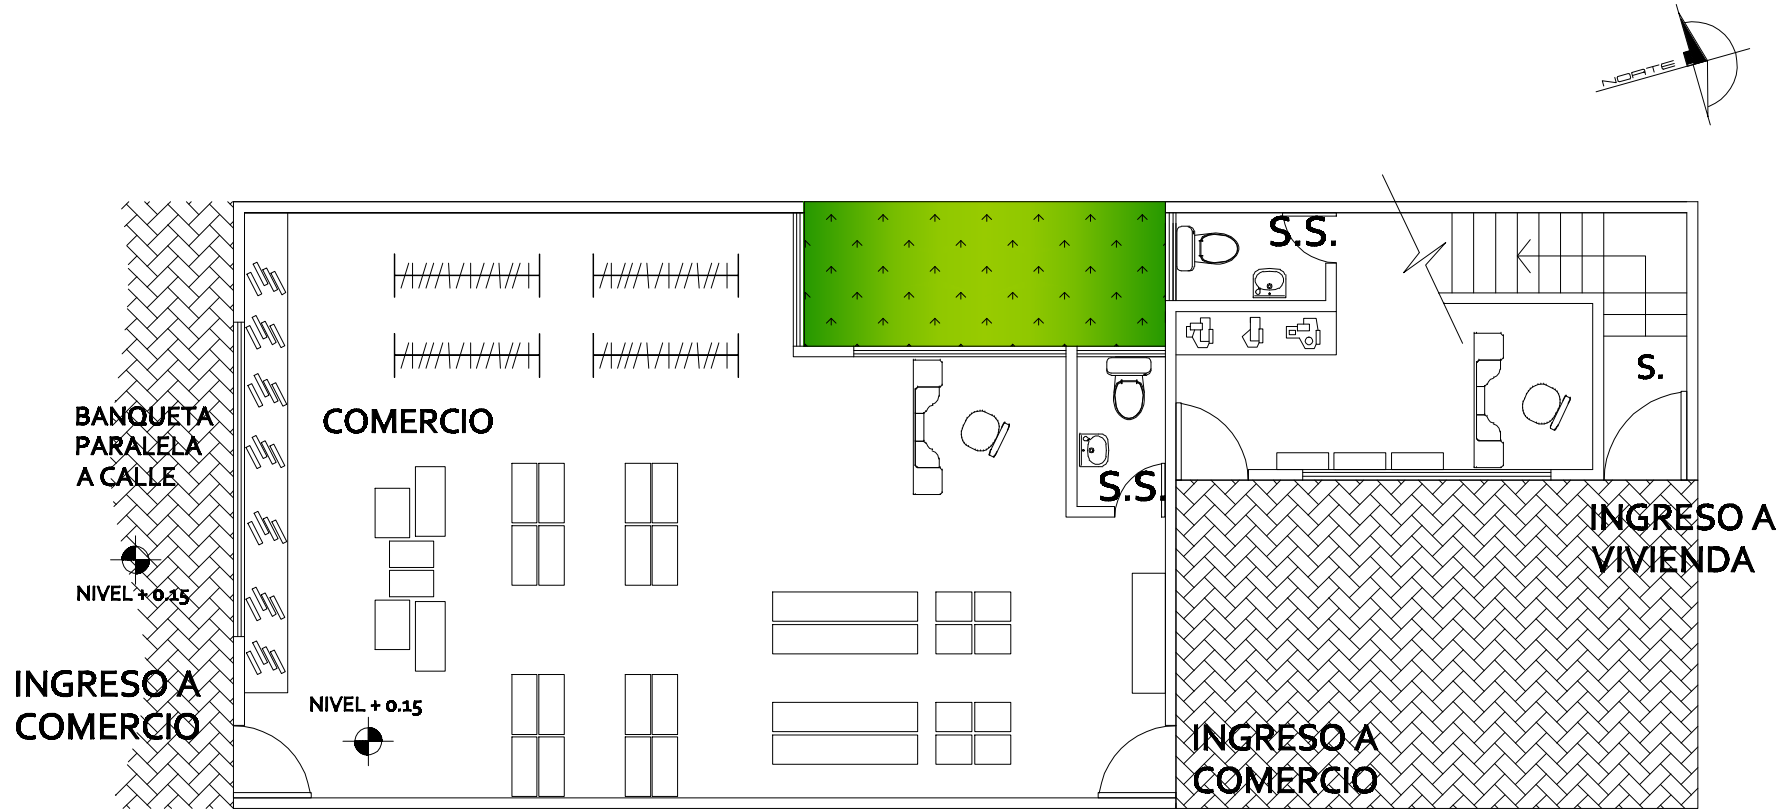 NORTE
S.S.
S.
COMERCIO
BANQUETA
PARALELA
A CALLE
S.S.
INGRESO A
VIVIENDA
NIVEL + 0.15
INGRESO A
COMERCIO
NIVEL + 0.15
INGRESO A
COMERCIO